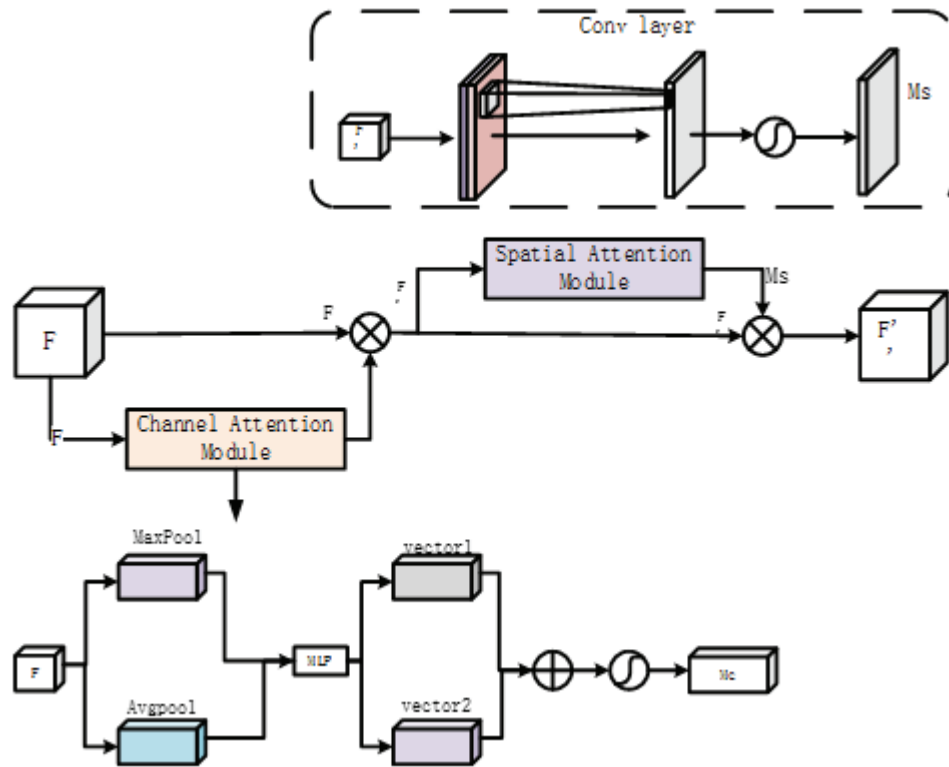 Conv layer
Ms
F
,
Spatial Attention
Module
F
,
Ms
F
F
F
,
F'
,
F
Channel Attention
Module
MaxPool
vector1
F
MLP
Mc
Avgpool
vector2